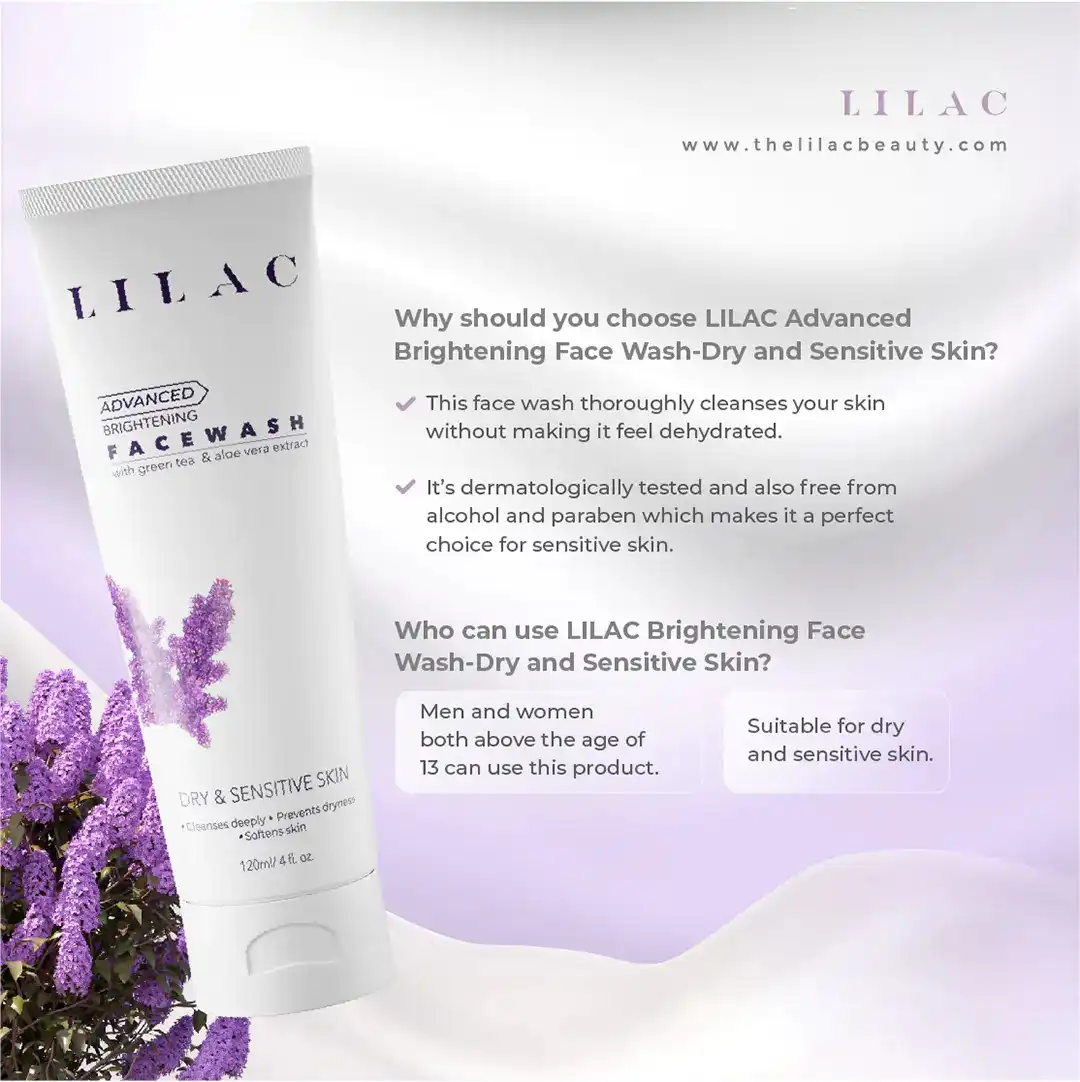 LILAC
www.thelilacbeauty.com
LILAC
ADVANCED
BRIGHTENING
FACEWASH
with green tea & aloe vera extract
DRY & SENSITIVE SKIN
• Cleanses deeply • Prevents dryness
• Softens skin
120ml/ 4 fl. oz.
Why should you choose LILAC Advanced
Brightening Face Wash-Dry and Sensitive Skin?
This face wash thoroughly cleanses your skin
without making it feel dehydrated.
It’s dermatologically tested and also free from
alcohol and paraben which makes it a perfect
choice for sensitive skin.
Who can use LILAC Brightening Face
Wash-Dry and Sensitive Skin?
Men and women
both above the age of
13 can use this product.
Suitable for dry
and sensitive skin.